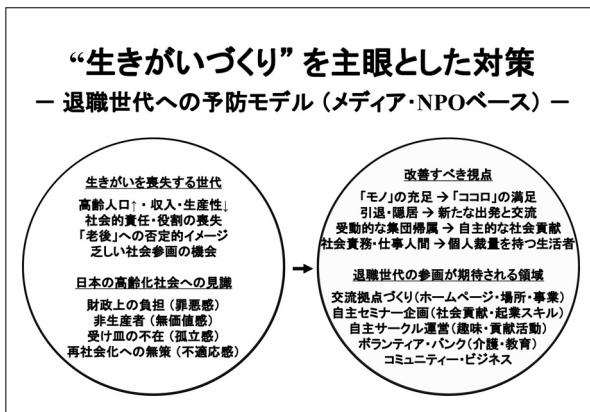 “生きがいづくり” を主眼とした対策
― 退職世代への予防モデル (メディア・NPOベース) ―
生きがいを喪失する世代
高齢人口↑・収入・生産性↓
社会的責任・役割の喪失
「老後」への否定的イメージ
乏しい社会参画の機会
日本の高齢化社会への見識
財政上の負担 (罪悪感)
非生産者 (無価値感)
受け皿の不在 (孤立感)
再社会化への無策 (不適応感)
→
改善すべき視点
「モノ」の充足 → 「ココロ」の満足
引退・隠居 → 新たな出発と交流
受動的な集団帰属 → 自主的な社会貢献
社会責務・仕事人間 → 個人裁量を持つ生活者
退職世代の参画が期待される領域
交流拠点づくり(ホームページ・場所・事業)
自主セミナー企画(社会貢献・起業スキル)
自主サークル運営(趣味・貢献活動)
ボランティア・バンク(介護・教育)
コミュニティー・ビジネス